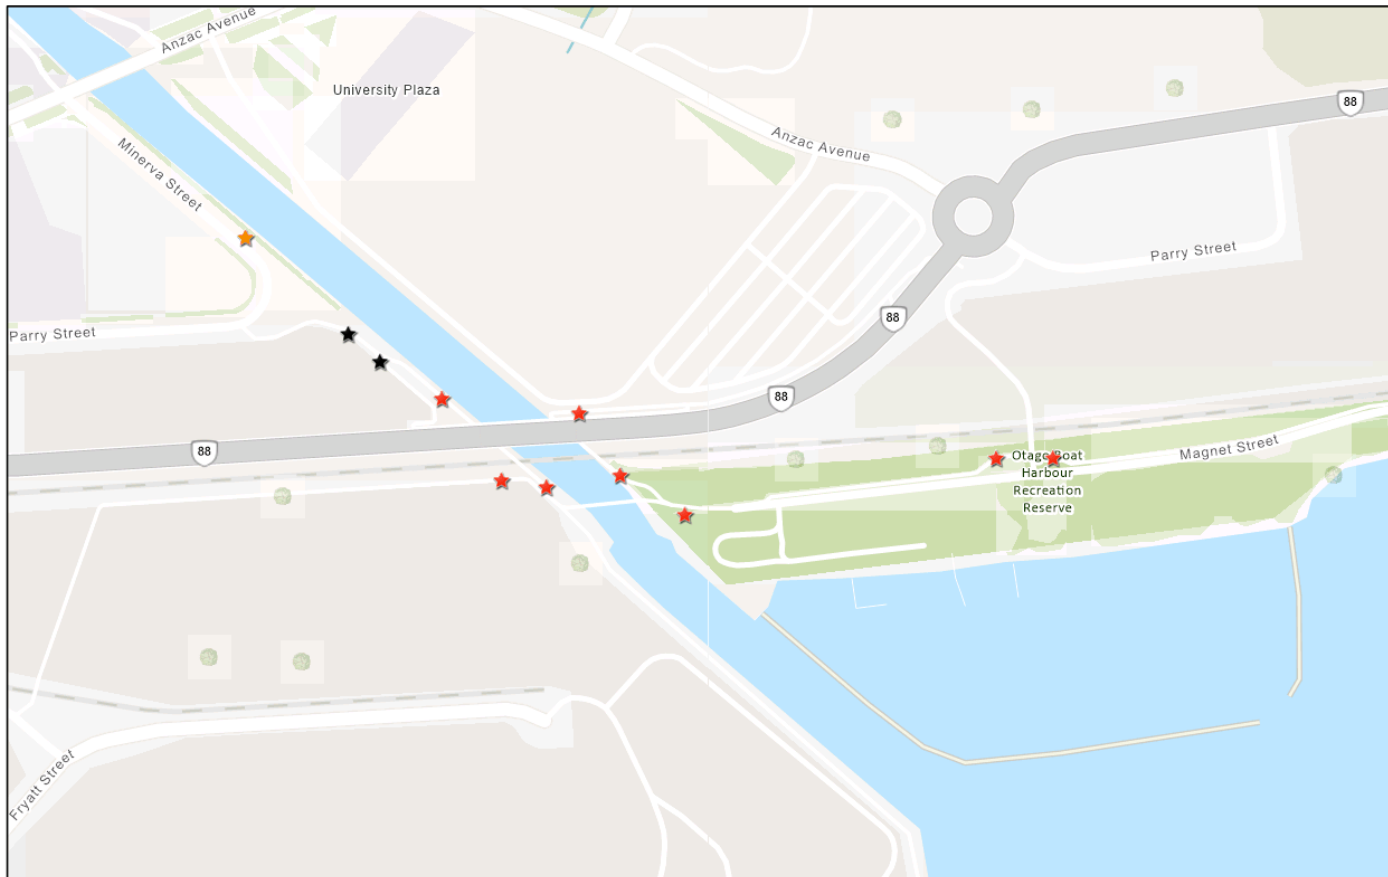 Anzac Avenue
University Plaza
88
Anzac Avenue
Minerva Street
Parry Street
88
Parry Street
88
88
Magnet Street
Otago Boat
Harbour
Recreation
Reserve
Fryatt Street